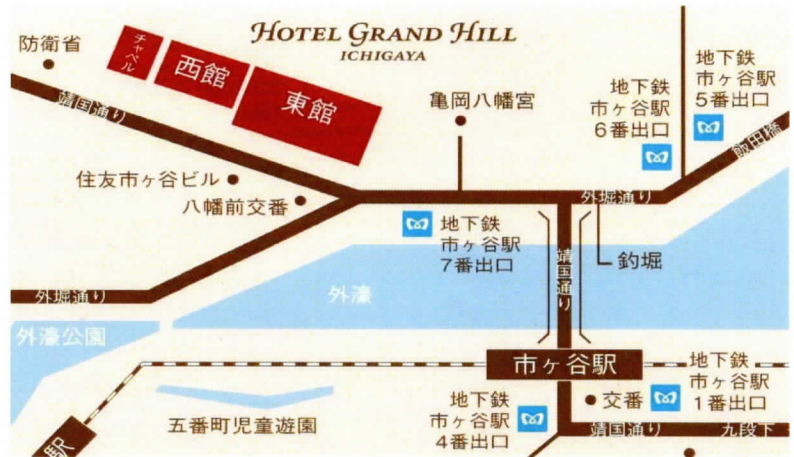 HOTEL GRAND HILL
ICHIGAYA
防衛省
チャペル
西館
東館
靖国通り
亀岡八幡宮
地下鉄
市ヶ谷駅
6番出口
地下鉄
市ヶ谷駅
5番出口
飯田橋
住友市ヶ谷ビル
八幡前交番
外堀通り
地下鉄
市ヶ谷駅
7番出口
靖国通り
釣堀
外堀通り
外濠
外濠公園
市ヶ谷駅
地下鉄
市ヶ谷駅
1番出口
交番
地下鉄
市ヶ谷駅
4番出口
五番町児童遊園
靖国通り
九段下
駅